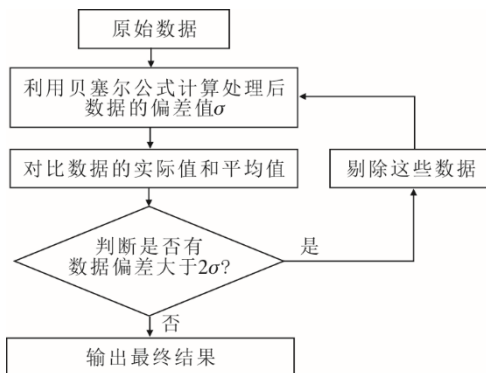 原始数据
利用贝塞尔公式计算处理后
数据的偏差值σ
对比数据的实际值和平均值
剔除这些数据
判断是否有
数据偏差大于2σ?
是
否
输出最终结果